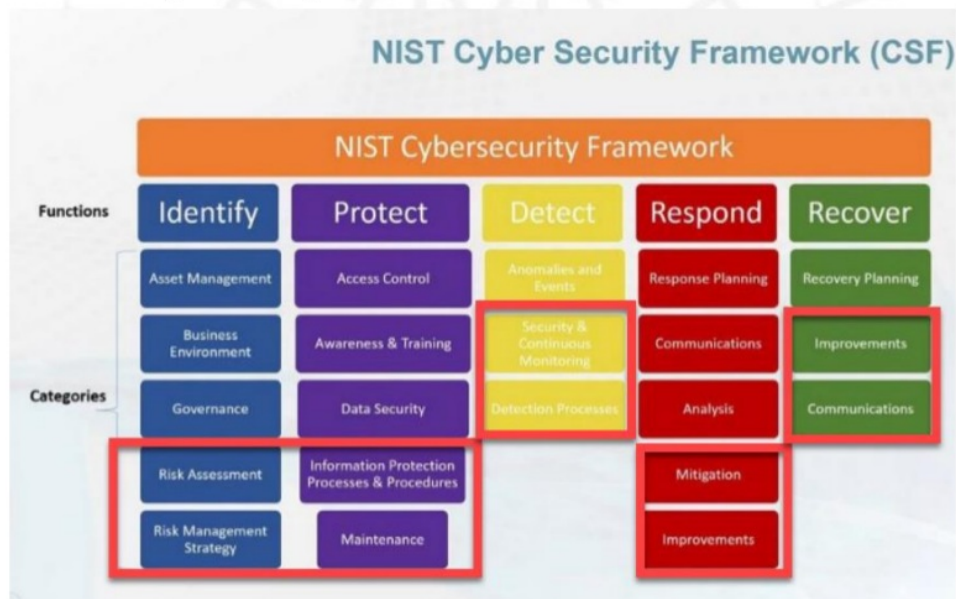 NIST Cyber Security Framework (CSF)
NIST Cybersecurity Framework
Functions
Identify
Protect
Detect
Respond
Recover
Categories
Asset Management
Access Control
Anomalies and
Events
Response Planning
Recovery Planning
Business
Environment
Awareness & Training
Security &
Continuous
Monitoring
Communications
Improvements
Governance
Data Security
Detection Processes
Analysis
Communications
Risk Assessment
Information Protection
Processes & Procedures
Mitigation
Risk Management
Strategy
Maintenance
Improvements